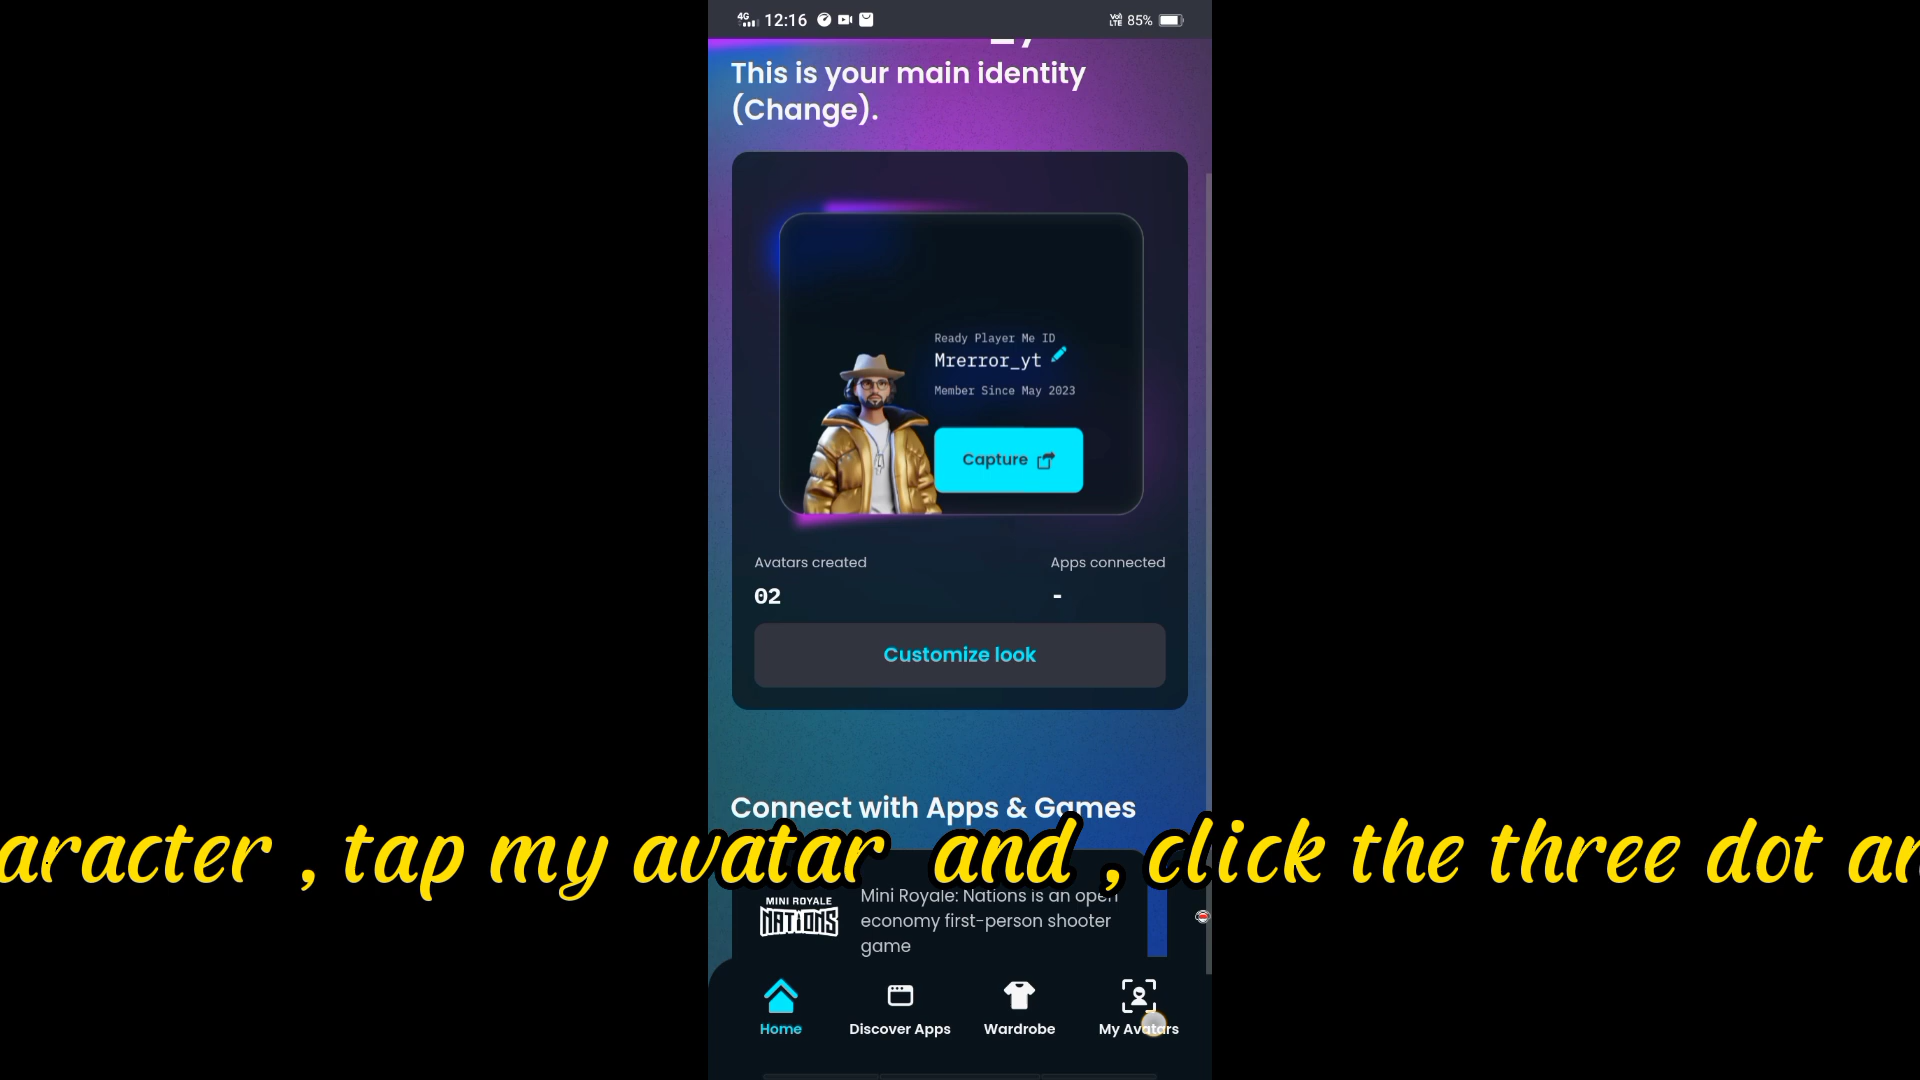 4G 12:16 VoLTE 85%
This is your main identity
(Change).
Ready Player Me ID
Mrerror_yt
Member Since May 2023
Capture
Avatars created
Apps connected
02
-
Customize look
Connect with Apps & Games
aracter , tap my avatar and , click the three dot an
Mini Royale: Nations is an open
MINI ROYALE
NATIONS
economy first-person shooter
game
Home
Discover Apps
Wardrobe
My Avatars